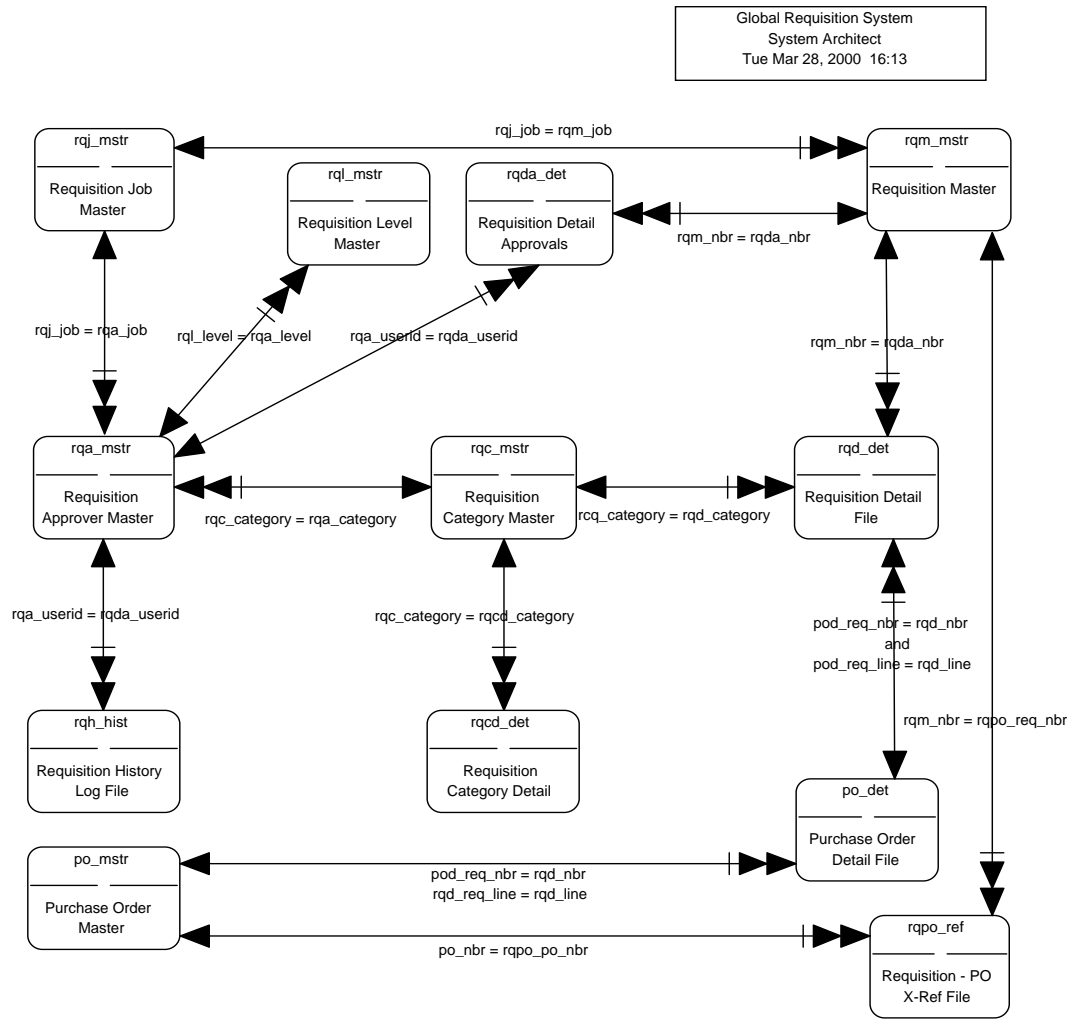 Global Requisition System
System Architect
Tue Mar 28, 2000 16:13
rqj_job = rqm_job
rqj_mstr
Requisition Job
Master
rql_mstr
Requisition Level
Master
rqda_det
Requisition Detail
Approvals
rqm_mstr
Requisition Master
rqm_nbr = rqda_nbr
rqj_job = rqa_job
rql_level = rqa_level
rqa_userid = rqda_userid
rqm_nbr = rqda_nbr
rqa_mstr
Requisition
Approver Master
rqc_category = rqa_category
rqc_mstr
Requisition
Category Master
rcq_category = rqd_category
rqd_det
Requisition Detail
File
rqa_userid = rqda_userid
rqc_category = rqcd_category
pod_req_nbr = rqd_nbr
and
pod_req_line = rqd_line
rqm_nbr = rqpo_req_nbr
rqh_hist
Requisition History
Log File
rqcd_det
Requisition
Category Detail
po_det
Purchase Order
Detail File
po_mstr
Purchase Order
Master
pod_req_nbr = rqd_nbr
rqd_req_line = rqd_line
po_nbr = rqpo_po_nbr
rqpo_ref
Requisition - PO
X-Ref File